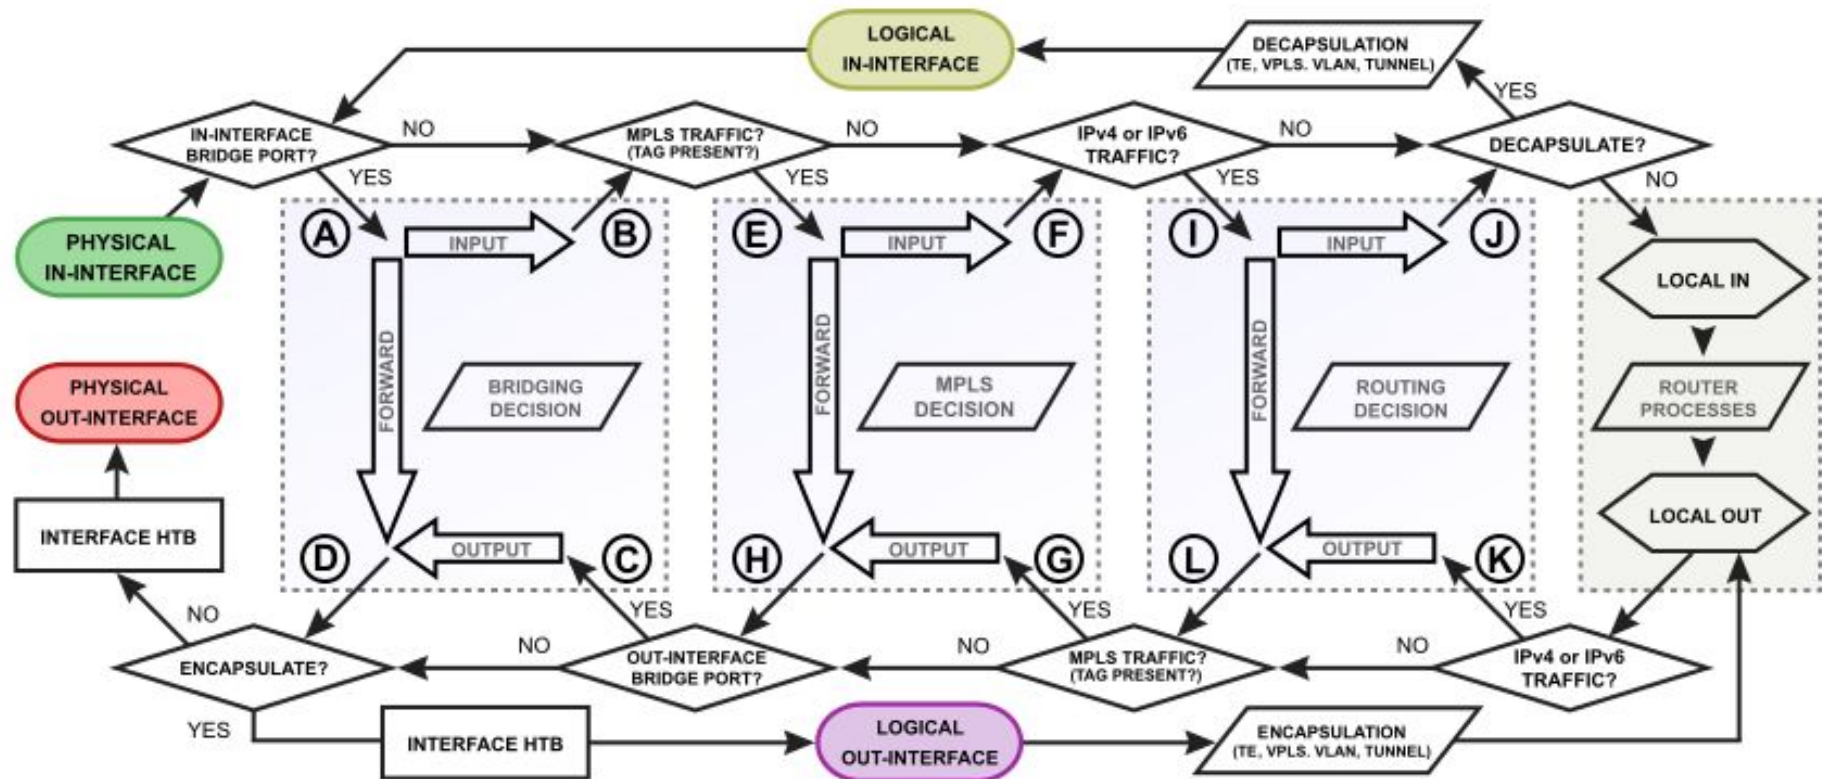 LOGICAL
IN-INTERFACE
DECAPSULATION
(TE, VPLS. VLAN, TUNNEL)
YES
IN-INTERFACE
BRIDGE PORT?
NO
MPLS TRAFFIC?
(TAG PRESENT?)
NO
IPv4 or IPv6
TRAFFIC?
NO
DECAPSULATE?
YES
YES
YES
NO
PHYSICAL
IN-INTERFACE
A
INPUT
B
E
INPUT
F
I
INPUT
J
LOCAL IN
FORWARD
BRIDGING
DECISION
FORWARD
MPLS
DECISION
FORWARD
ROUTING
DECISION
ROUTER
PROCESSES
PHYSICAL
OUT-INTERFACE
INTERFACE HTB
D
OUTPUT
C
H
OUTPUT
G
L
OUTPUT
K
LOCAL OUT
NO
YES
YES
YES
ENCAPSULATE?
NO
OUT-INTERFACE
BRIDGE PORT?
NO
MPLS TRAFFIC?
(TAG PRESENT?)
NO
IPv4 or IPv6
TRAFFIC?
YES
INTERFACE HTB
LOGICAL
OUT-INTERFACE
ENCAPSULATION
(TE, VPLS. VLAN, TUNNEL)